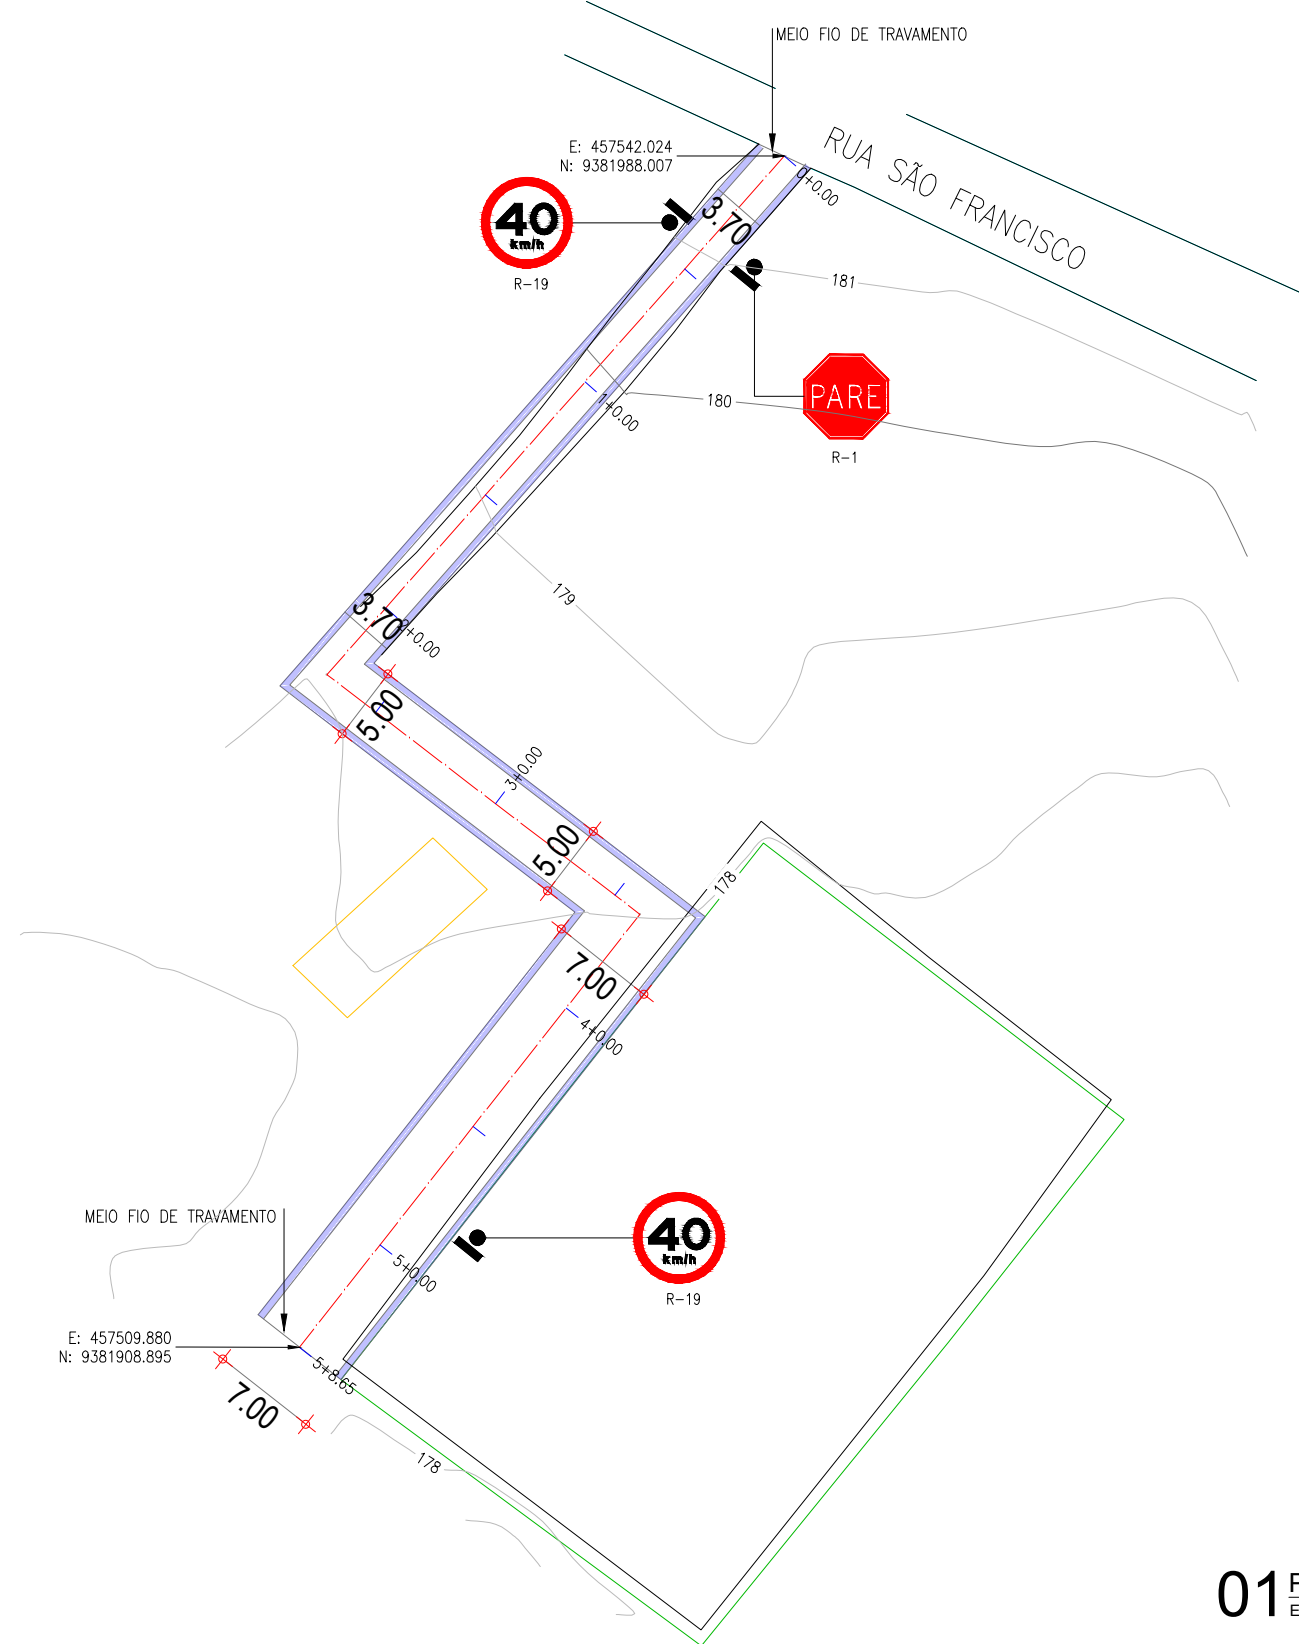 MEIO FIO DE TRAVAMENTO
RUA SÃO FRANCISCO
E: 457542.024
N: 9381988.007
0+0.00
40
km/h
R-19
3.70
181
PARE
R-1
180
1+0.00
179
3.70
2+0.00
5.00
3+0.00
5.00
178
7.00
4+0.00
MEIO FIO DE TRAVAMENTO
40
km/h
R-19
5+0.00
E: 457509.880
N: 9381908.895
5+8.65
7.00
178
01